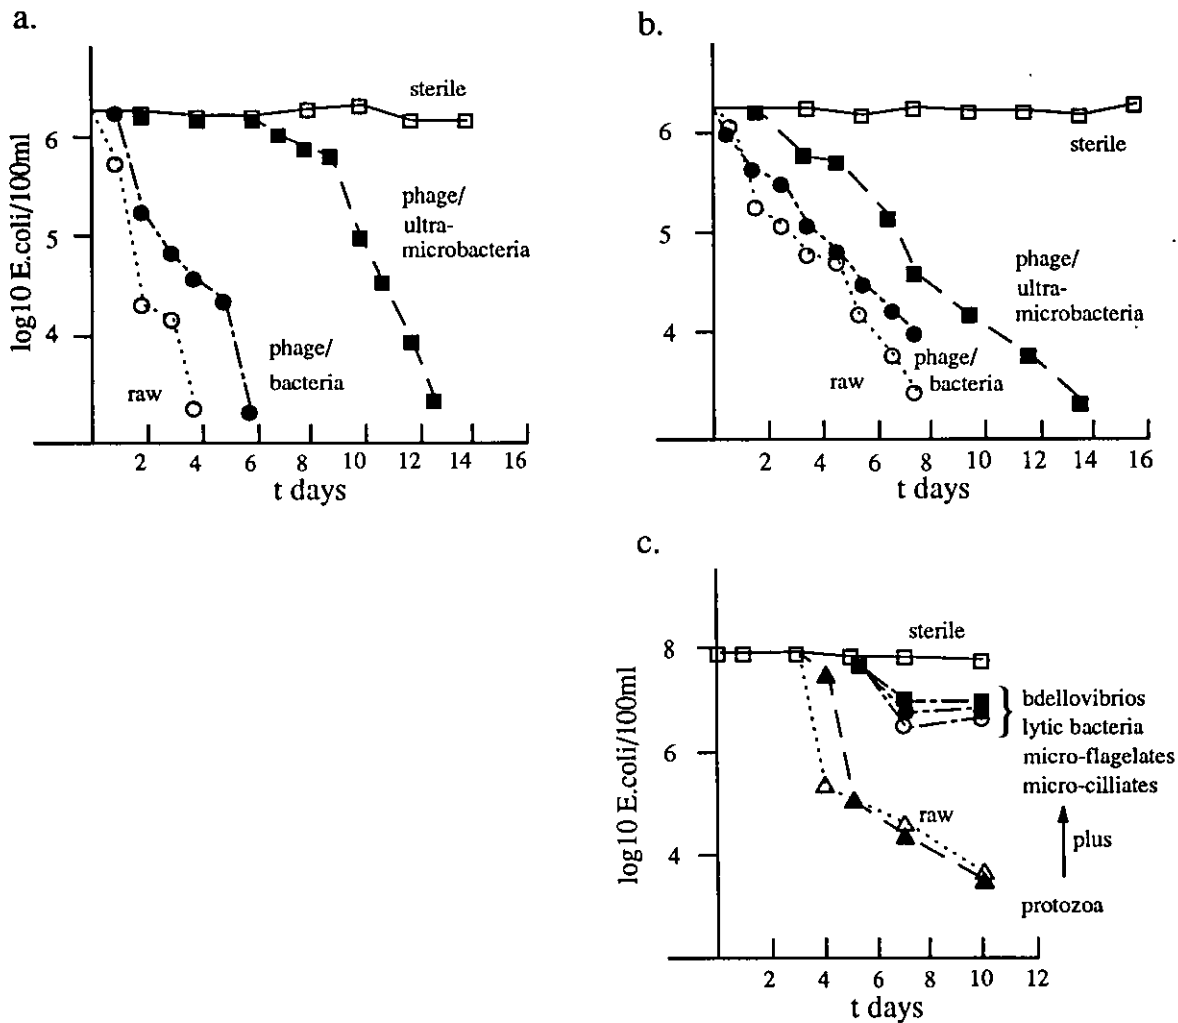 a.
log10 E.coli/100ml
6
5
4
sterile
phage/
ultra-
microbacteria
phage/
bacteria
raw
2 4 6 8 10 12 14 16
t days
b.
log10 E.coli/100ml
6
5
4
sterile
phage/
ultra-
microbacteria
phage/
bacteria
raw
2 4 6 8 10 12 14 16
t days
c.
log10 E.coli/100ml
8
6
4
sterile
bdellovibrios
lytic bacteria
micro-flagelates
micro-cilliates
raw
plus
protozoa
2 4 6 8 10 12
t days